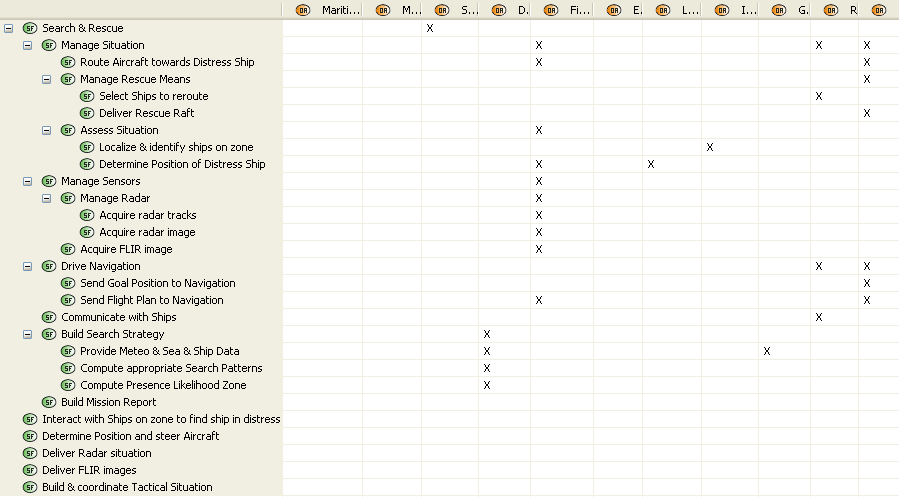 OA Mariti... OA M... OA S... OA D... OA Fi... OA E. OA L... OA I... OA G. OA R OA
SF Search & Rescue X
SF Manage Situation X X X
SF Route Aircraft towards Distress Ship X X
SF Manage Rescue Means X
SF Select Ships to reroute X
SF Deliver Rescue Raft X
SF Assess Situation X
SF Localize & identify ships on zone X
SF Determine Position of Distress Ship X X
SF Manage Sensors X
SF Manage Radar X
SF Acquire radar tracks X
SF Acquire radar image X
SF Acquire FLIR image X
SF Drive Navigation X X
SF Send Goal Position to Navigation X
SF Send Flight Plan to Navigation X X
SF Communicate with Ships X
SF Build Search Strategy X
SF Provide Meteo & Sea & Ship Data X X
SF Compute appropriate Search Patterns X
SF Compute Presence Likelihood Zone X
SF Build Mission Report
SF Interact with Ships on zone to find ship in distress
SF Determine Position and steer Aircraft
SF Deliver Radar situation
SF Deliver FLIR images
SF Build & coordinate Tactical Situation